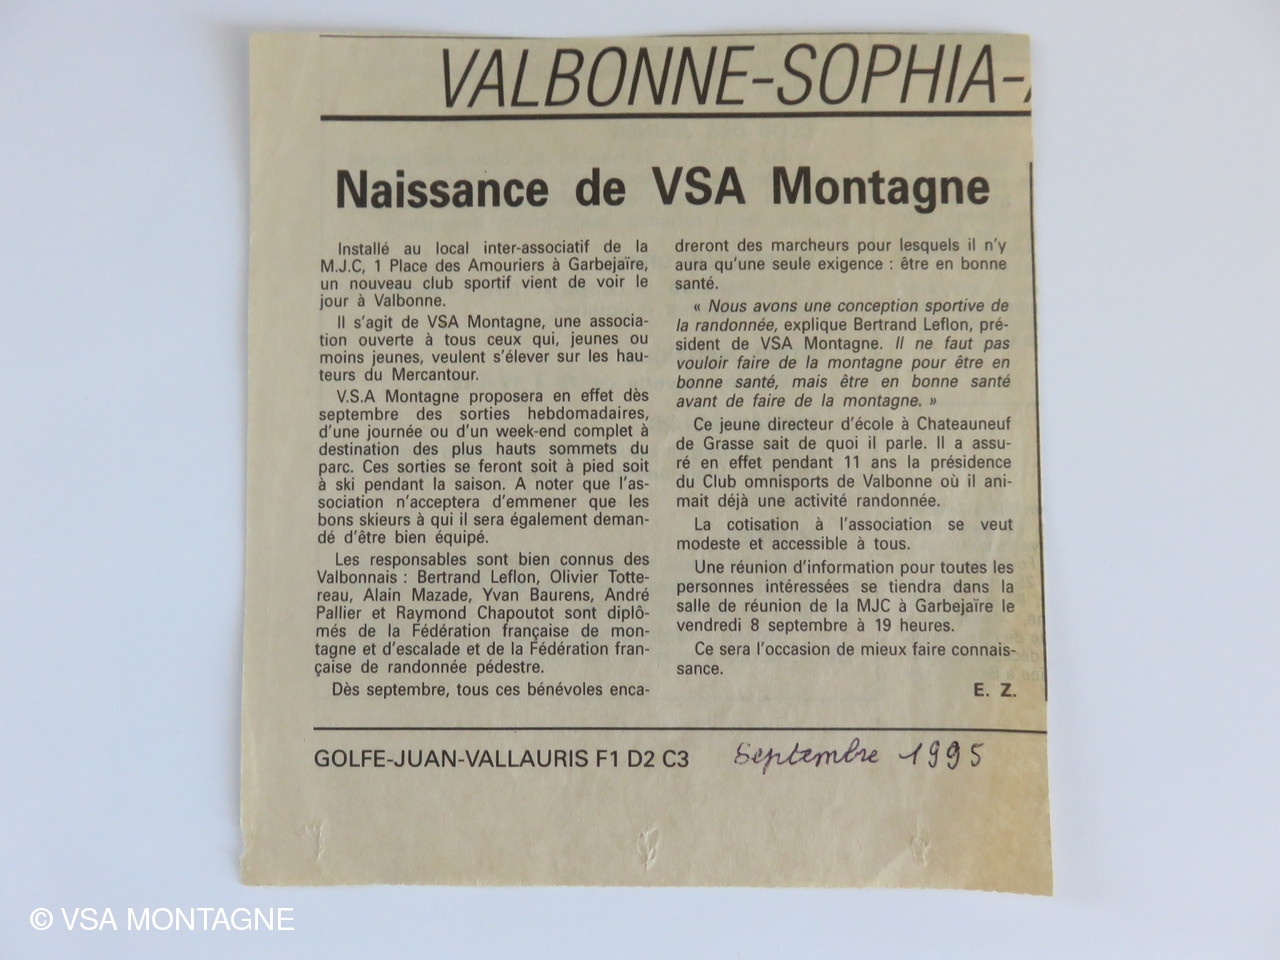 VALBONNE-SOPHIA-
Naissance de VSA Montagne
Installé au local inter-associatif de la
M.J.C, 1 Place des Amouriers à Garbejaïre,
un nouveau club sportif vient de voir le
jour à Valbonne.
Il s'agit de VSA Montagne, une associa-
tion ouverte à tous ceux qui, jeunes ou
moins jeunes, veulent s'élever sur les hau-
teurs du Mercantour.
V.S.A Montagne proposera en effet dès
septembre des sorties hebdomadaires,
d'une journée ou d'un week-end complet à
destination des plus hauts sommets du
parc. Ces sorties se feront soit à pied soit
à ski pendant la saison. A noter que l'as-
sociation n'acceptera d'emmener que les
bons skieurs à qui il sera également deman-
dé d'être bien équipé.
Les responsables sont bien connus des
Valbonnais : Bertrand Leflon, Olivier Totte-
reau, Alain Mazade, Yvan Baurens, André
Pallier et Raymond Chapoutot sont diplô-
més de la Fédération française de mon-
tagne et d'escalade et de la Fédération fran-
çaise de randonnée pédestre.
Dès septembre, tous ces bénévoles enca-
dreront des marcheurs pour lesquels il n'y
aura qu'une seule exigence : être en bonne
santé.
« Nous avons une conception sportive de
la randonnée, explique Bertrand Leflon, pré-
sident de VSA Montagne. Il ne faut pas
vouloir faire de la montagne pour être en
bonne santé, mais être en bonne santé
avant de faire de la montagne. »
Ce jeune directeur d'école à Chateauneuf
de Grasse sait de quoi il parle. Il a assu-
ré en effet pendant 11 ans la présidence
du Club omnisports de Valbonne où il ani-
mait déjà une activité randonnée.
La cotisation à l'association se veut
modeste et accessible à tous.
Une réunion d'information pour toutes les
personnes intéressées se tiendra dans la
salle de réunion de la MJC à Garbejaïre le
vendredi 8 septembre à 19 heures.
Ce sera l'occasion de mieux faire connais-
sance.
E. Z.
GOLFE-JUAN-VALLAURIS F1 D2 C3
Septembre 1995
© VSA MONTAGNE